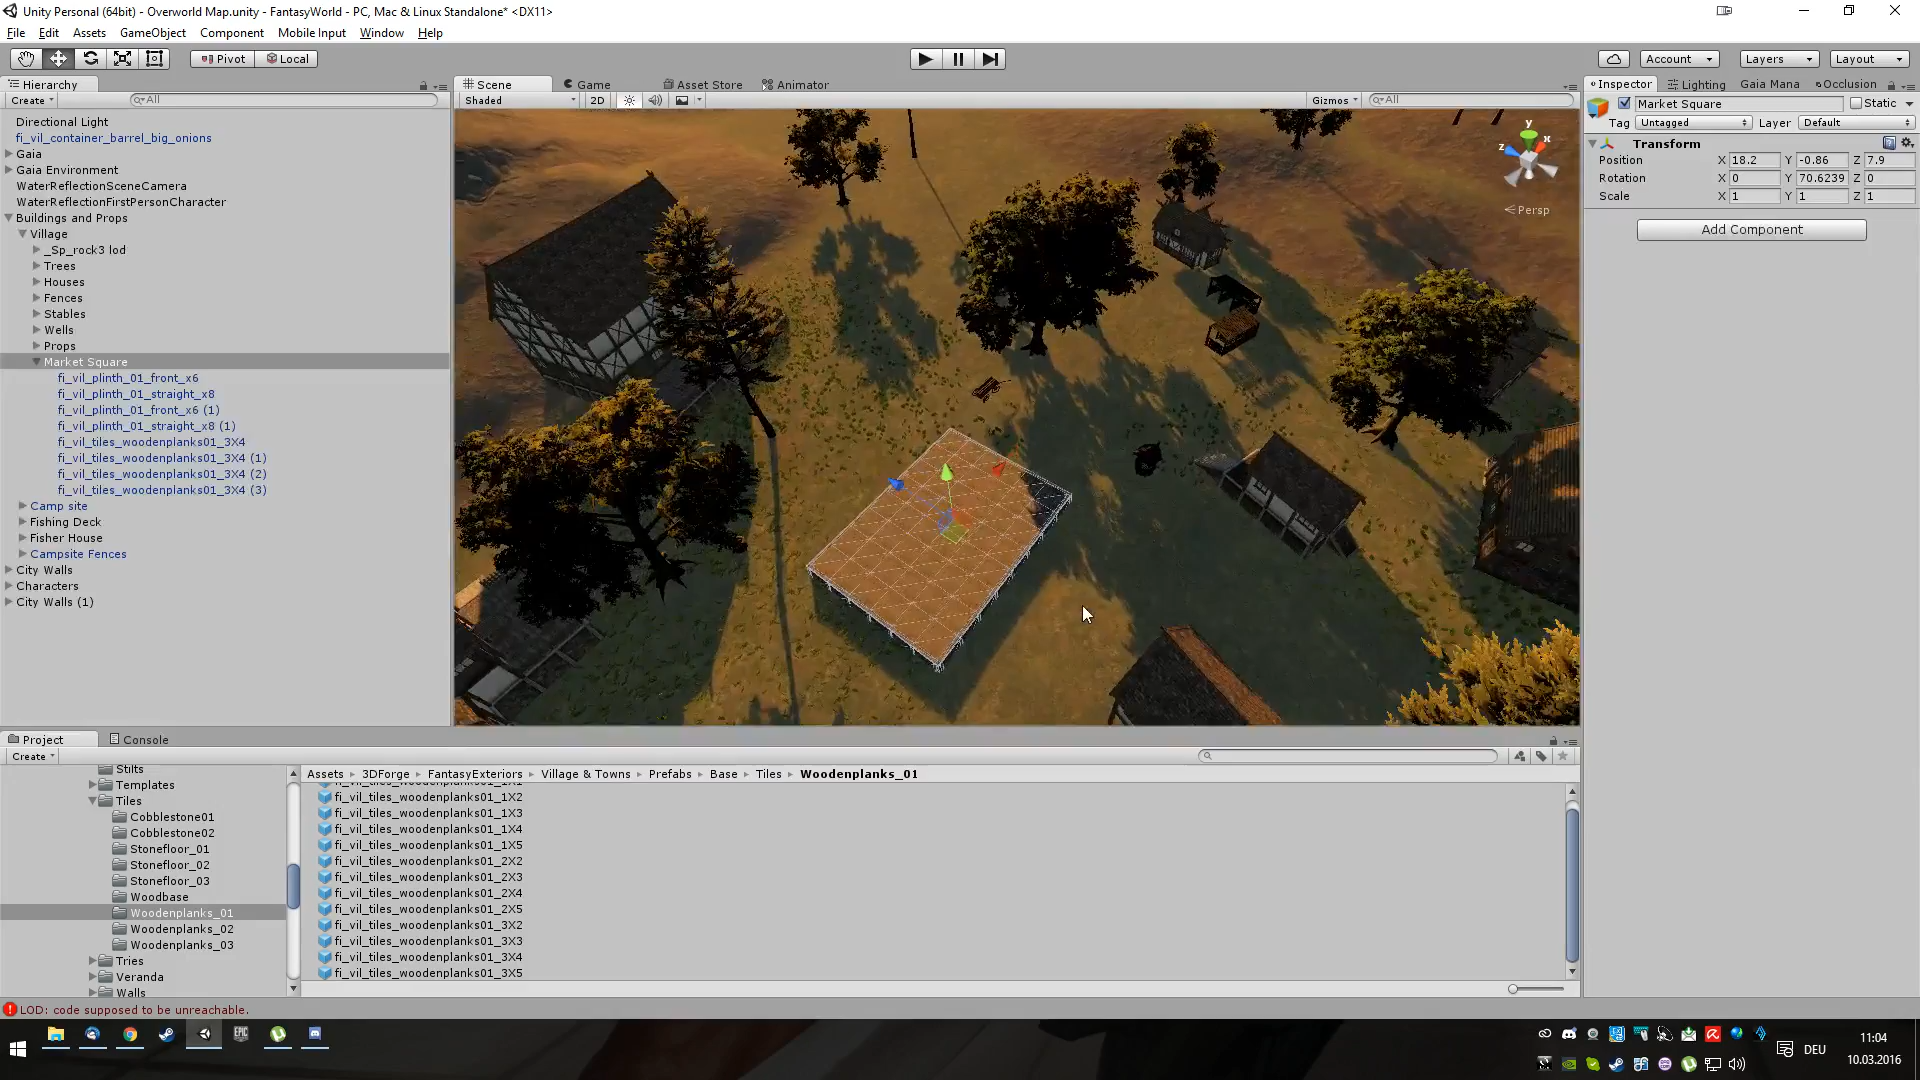 Unity Personal (64bit) - Overworld Map.unity - FantasyWorld - PC, Mac & Linux Standalone* <DX11>
File Edit Assets GameObject Component Mobile Input Window Help
Pivot Local Account Layers Layout
Hierarchy
Create All
Directional Light
fi_vil_container_barrel_big_onions
Gaia
Gaia Environment
WaterReflectionSceneCamera
WaterReflectionFirstPersonCharacter
Buildings and Props
Village
_Sp_rock3 lod
Trees
Houses
Fences
Stables
Wells
Props
Market Square
fi_vil_plinth_01_front_x6
fi_vil_plinth_01_straight_x8
fi_vil_plinth_01_front_x6 (1)
fi_vil_plinth_01_straight_x8 (1)
fi_vil_tiles_woodenplanks01_3X4
fi_vil_tiles_woodenplanks01_3X4 (1)
fi_vil_tiles_woodenplanks01_3X4 (2)
fi_vil_tiles_woodenplanks01_3X4 (3)
Camp site
Fishing Deck
Fisher House
Campsite Fences
City Walls
Characters
City Walls (1)
Scene Game Asset Store Animator
Shaded 2D Gizmos All
y
x
z
Persp
Inspector Lighting Gaia Mana Occlusion
Market Square Static
Tag Untagged Layer Default
Transform
Position X 18.2 Y -0.86 Z 7.9
Rotation X 0 Y 70.6239 Z 0
Scale X 1 Y 1 Z 1
Add Component
Project Console
Create
Stilts
Templates
Tiles
Cobblestone01
Cobblestone02
Stonefloor_01
Stonefloor_02
Stonefloor_03
Woodbase
Woodenplanks_01
Woodenplanks_02
Woodenplanks_03
Tries
Veranda
Walls
Assets 3DForge FantasyExteriors Village & Towns Prefabs Base Tiles Woodenplanks_01
fi_vil_tiles_woodenplanks01_1X1
fi_vil_tiles_woodenplanks01_1X2
fi_vil_tiles_woodenplanks01_1X3
fi_vil_tiles_woodenplanks01_1X4
fi_vil_tiles_woodenplanks01_1X5
fi_vil_tiles_woodenplanks01_2X2
fi_vil_tiles_woodenplanks01_2X3
fi_vil_tiles_woodenplanks01_2X4
fi_vil_tiles_woodenplanks01_2X5
fi_vil_tiles_woodenplanks01_3X2
fi_vil_tiles_woodenplanks01_3X3
fi_vil_tiles_woodenplanks01_3X4
fi_vil_tiles_woodenplanks01_3X5
LOD: code supposed to be unreachable.
EPIC
DEU
11:04
10.03.2016